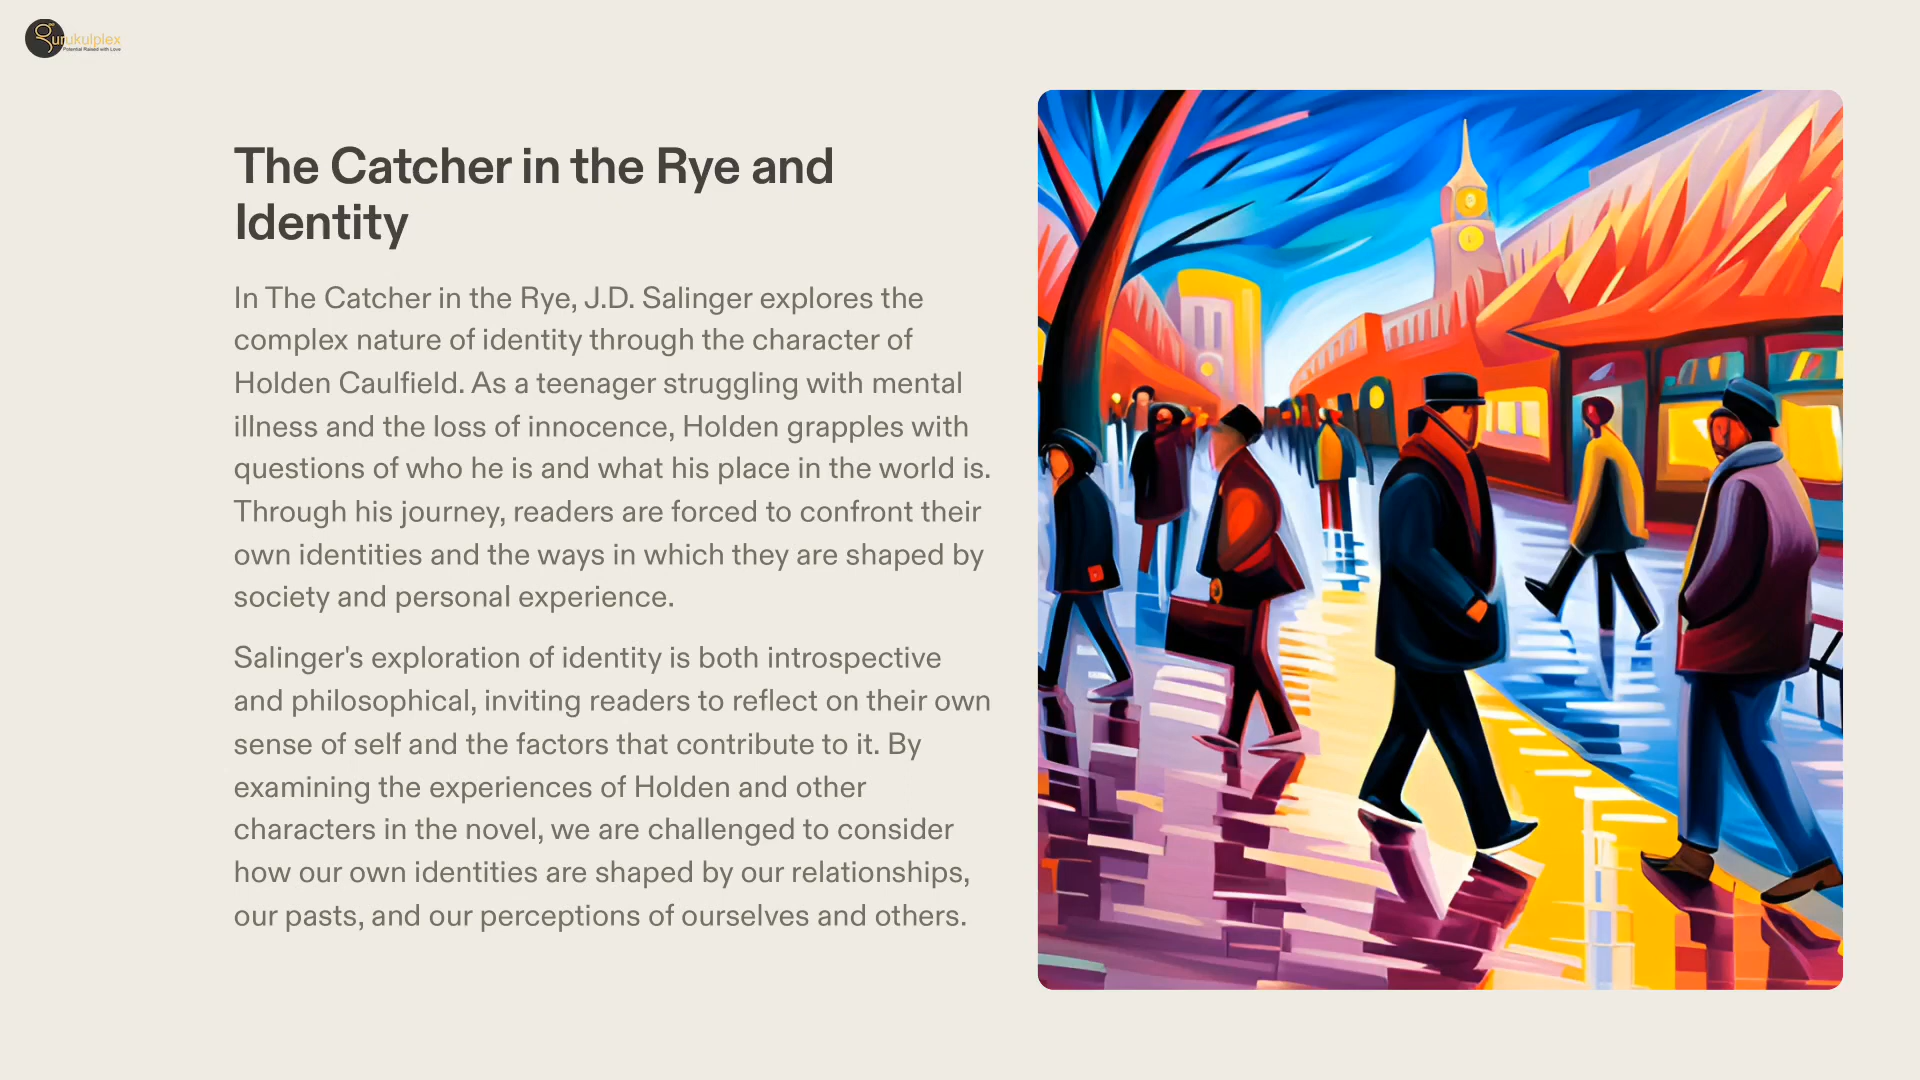 gurukulplex
Potential Raised with Love
The Catcher in the Rye and
Identity
In The Catcher in the Rye, J.D. Salinger explores the
complex nature of identity through the character of
Holden Caulfield. As a teenager struggling with mental
illness and the loss of innocence, Holden grapples with
questions of who he is and what his place in the world is.
Through his journey, readers are forced to confront their
own identities and the ways in which they are shaped by
society and personal experience.
Salinger's exploration of identity is both introspective
and philosophical, inviting readers to reflect on their own
sense of self and the factors that contribute to it. By
examining the experiences of Holden and other
characters in the novel, we are challenged to consider
how our own identities are shaped by our relationships,
our pasts, and our perceptions of ourselves and others.